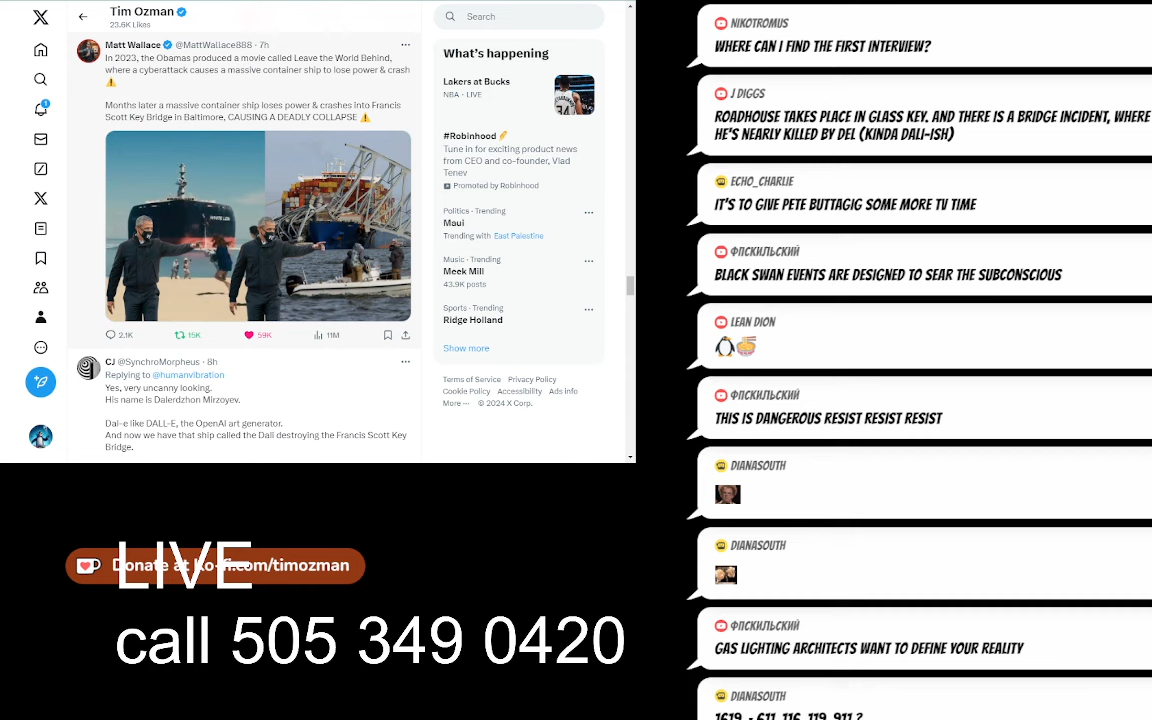 Tim Ozman
23.6K Likes
Matt Wallace @MattWallace888 · 7h
In 2023, the Obamas produced a movie called Leave the World Behind,
where a cyberattack causes a massive container ship to lose power & crash
⚠️
Months later a massive container ship loses power & crashes into Francis
Scott Key Bridge in Baltimore, CAUSING A DEADLY COLLAPSE ⚠️
2.1K 15K 59K 11M
CJ @SynchroMorpheus · 8h
Replying to @humanvibration
Yes, very uncanny looking.
His name is Dalerdzhon Mirzoyev.
Dal-e like DALL-E, the OpenAI art generator.
And now we have that ship called the Dali destroying the Francis Scott Key
Bridge.
Search
What's happening
Lakers at Bucks
NBA · LIVE
#Robinhood
Tune in for exciting product news
from CEO and co-founder, Vlad
Tenev
Promoted by Robinhood
Politics · Trending
Maui
Trending with East Palestine
Music · Trending
Meek Mill
43.9K posts
Sports · Trending
Ridge Holland
Show more
Terms of Service Privacy Policy
Cookie Policy Accessibility Ads info
More ··· © 2024 X Corp.
Donate at ko-fi.com/timozman
LIVE
call 505 349 0420
NIKOTROMUS
WHERE CAN I FIND THE FIRST INTERVIEW?
J DIGGS
ROADHOUSE TAKES PLACE IN GLASS KEY. AND THERE IS A BRIDGE INCIDENT, WHERE
HE'S NEARLY KILLED BY DEL (KINDA DALI-ISH)
ECHO_CHARLIE
IT'S TO GIVE PETE BUTTAGIG SOME MORE TV TIME
ФПСКИЛЬСКИЙ
BLACK SWAN EVENTS ARE DESIGNED TO SEAR THE SUBCONSCIOUS
LEAN DION
🐧🍜
ФПСКИЛЬСКИЙ
THIS IS DANGEROUS RESIST RESIST RESIST
DIANASOUTH
DIANASOUTH
ФПСКИЛЬСКИЙ
GAS LIGHTING ARCHITECTS WANT TO DEFINE YOUR REALITY
DIANASOUTH
1619 - 611, 116, 119, 911 ?